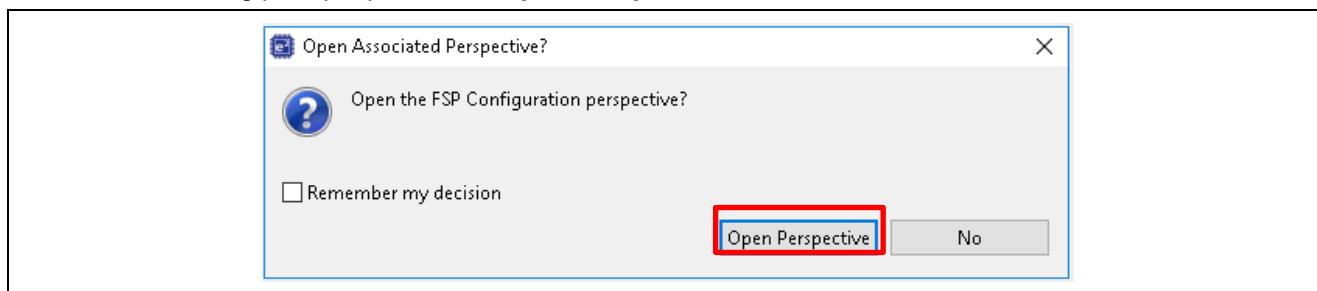 Open Associated Perspective?
Open the FSP Configuration perspective?
Remember my decision
Open Perspective No